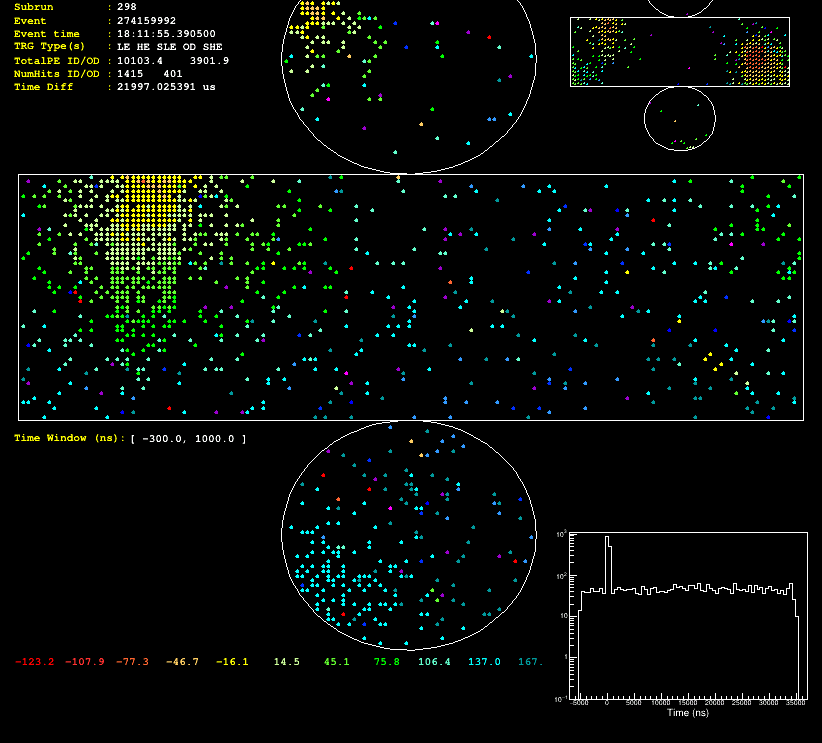 Subrun : 298
Event : 274159992
Event time : 18:11:55.390500
TRG Type(s) : LE HE SLE OD SHE
TotalPE ID/OD : 10103.4 3901.9
NumHits ID/OD : 1415 401
Time Diff : 21997.025391 us
Time Window (ns): [ -300.0, 1000.0 ]
-123.2 -107.9 -77.3 -46.7 -16.1 14.5 45.1 75.8 106.4 137.0 167.
10³
10²
10
1
10⁻¹
-5000 0 5000 10000 15000 20000 25000 30000 35000
Time (ns)